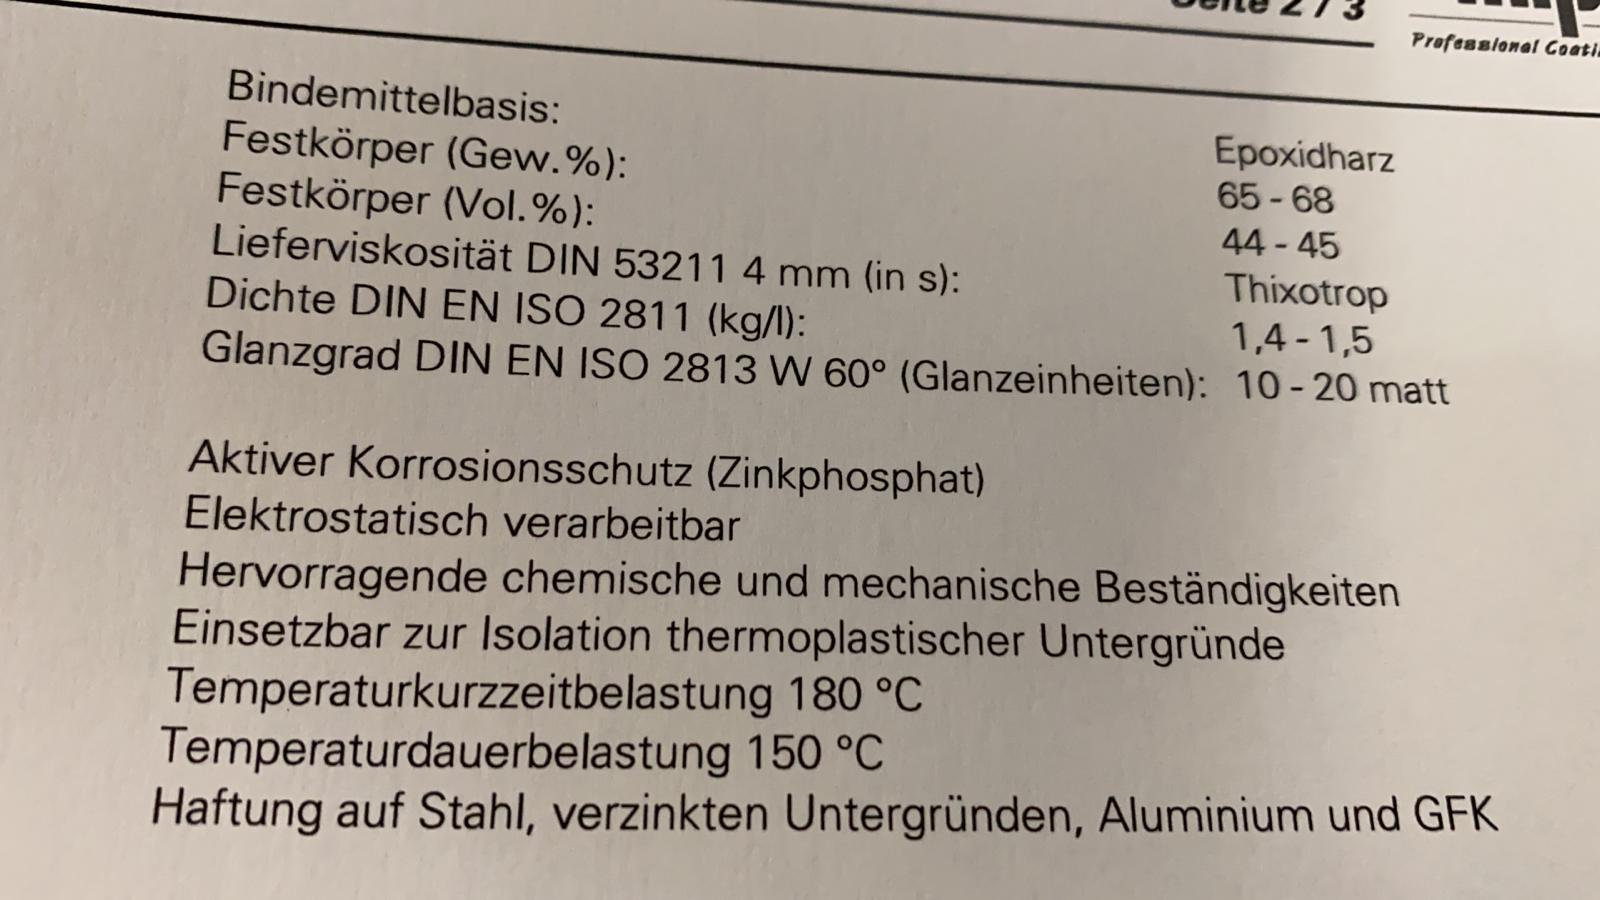 Seite 2 / 3
Professional
Bindemittelbasis: Epoxidharz
Festkörper (Gew.%): 65 - 68
Festkörper (Vol.%): 44 - 45
Lieferviskosität DIN 53211 4 mm (in s): Thixotrop
Dichte DIN EN ISO 2811 (kg/l): 1,4 - 1,5
Glanzgrad DIN EN ISO 2813 W 60° (Glanzeinheiten): 10 - 20 matt
Aktiver Korrosionsschutz (Zinkphosphat)
Elektrostatisch verarbeitbar
Hervorragende chemische und mechanische Beständigkeiten
Einsetzbar zur Isolation thermoplastischer Untergründe
Temperaturkurzzeitbelastung 180 °C
Temperaturdauerbelastung 150 °C
Haftung auf Stahl, verzinkten Untergründen, Aluminium und GFK